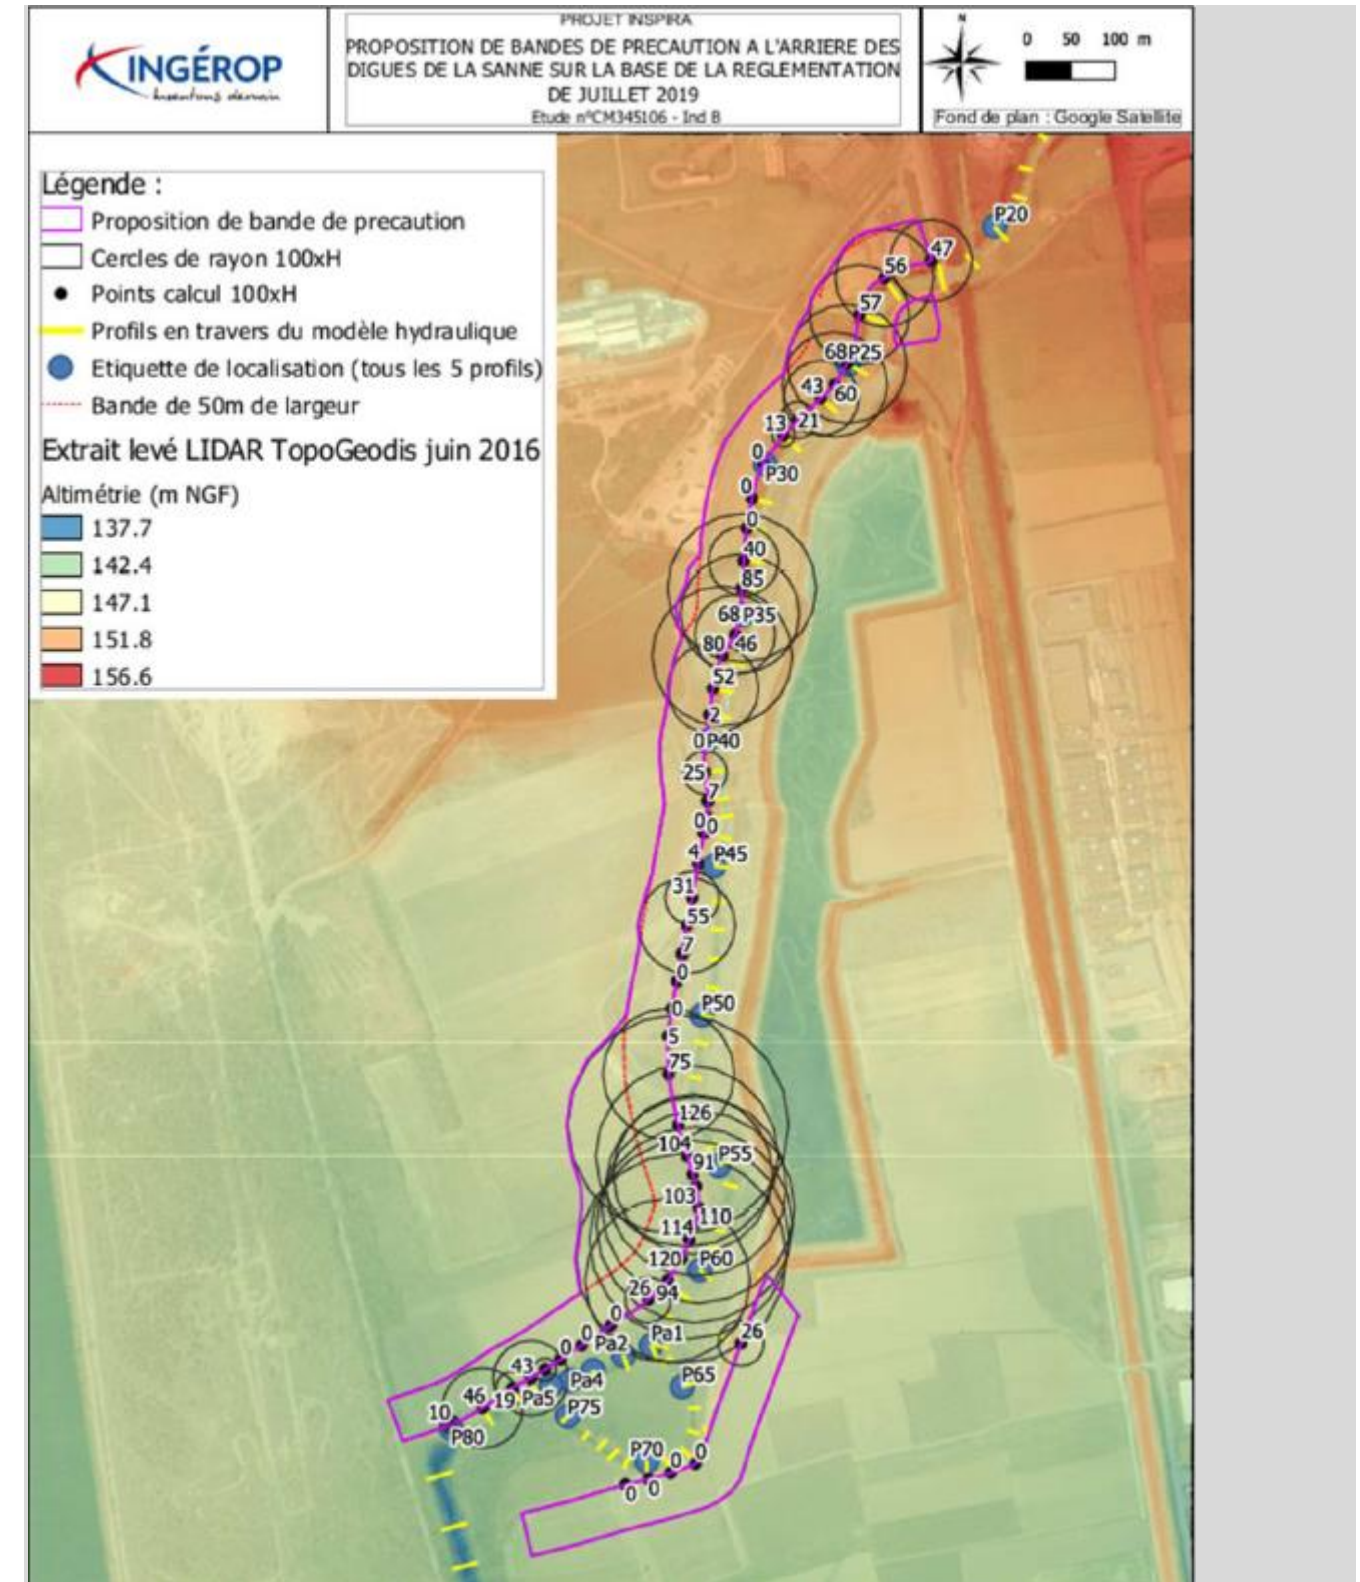 INGÉROP
Inventons demain
PROJET INSPIRA
PROPOSITION DE BANDES DE PRECAUTION A L'ARRIERE DES
DIGUES DE LA SANNE SUR LA BASE DE LA REGLEMENTATION
DE JUILLET 2019
Etude n°CM345106 - Ind B
N
0 50 100 m
Fond de plan : Google Satellite
Légende :
Proposition de bande de precaution
Cercles de rayon 100xH
Points calcul 100xH
Profils en travers du modèle hydraulique
Etiquette de localisation (tous les 5 profils)
Bande de 50m de largeur
Extrait levé LIDAR TopoGeodis juin 2016
Altimétrie (m NGF)
137.7
142.4
147.1
151.8
156.6
P20
47
56
57
68 P25
43
60
13 21
0
P30
0
0
40
85
68 P35
80 46
52
2
0 P40
25
7
0 0
4 P45
31
55
7
0
0 P50
5
75
126
104
91 P55
103
110
114
120 P60
26 94
0
26
0 Pa1
0 Pa2
43
Pa4 P65
46 19 Pa5
10 P75
P80
P70 0 0
0 0